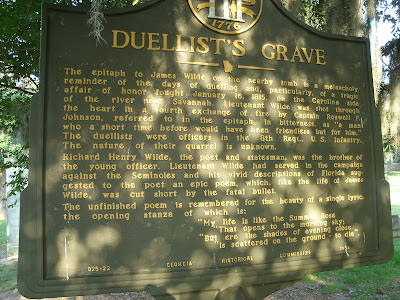 1776
DUELLIST'S GRAVE
The epitaph to James Wilde on the nearby tomb is a melancholy
reminder of the days of duelling and, particularly, of a tragic
affair of honor fought January 16, 1815, on the Carolina side
of the river near Savannah. Lieutenant Wilde was shot through
the heart in a fourth exchange of fire by Captain Roswell P.
Johnson, referred to in the epitaph, in bitterness, as "a man
who a short time before would have been friendless but for him."
The duellists were officers in the 8th Regt., U. S. Infantry.
The nature of their quarrel is unknown.
Richard Henry Wilde, the poet and statesman, was the brother of
the young officer. Lieutenant Wilde had served in the campaign
against the Seminoles and his vivid descriptions of Florida sug-
gested to the poet an epic poem, which, like the life of James
Wilde, was cut short by the fatal bullet.
The unfinished poem is remembered for the beauty of a single lyric,
the opening stanza of which is:
"My life is like the Summer Rose
That opens to the morning sky;
But ere the shades of evening close
Is scattered on the ground - to die"
025-22 GEORGIA HISTORICAL COMMISSION